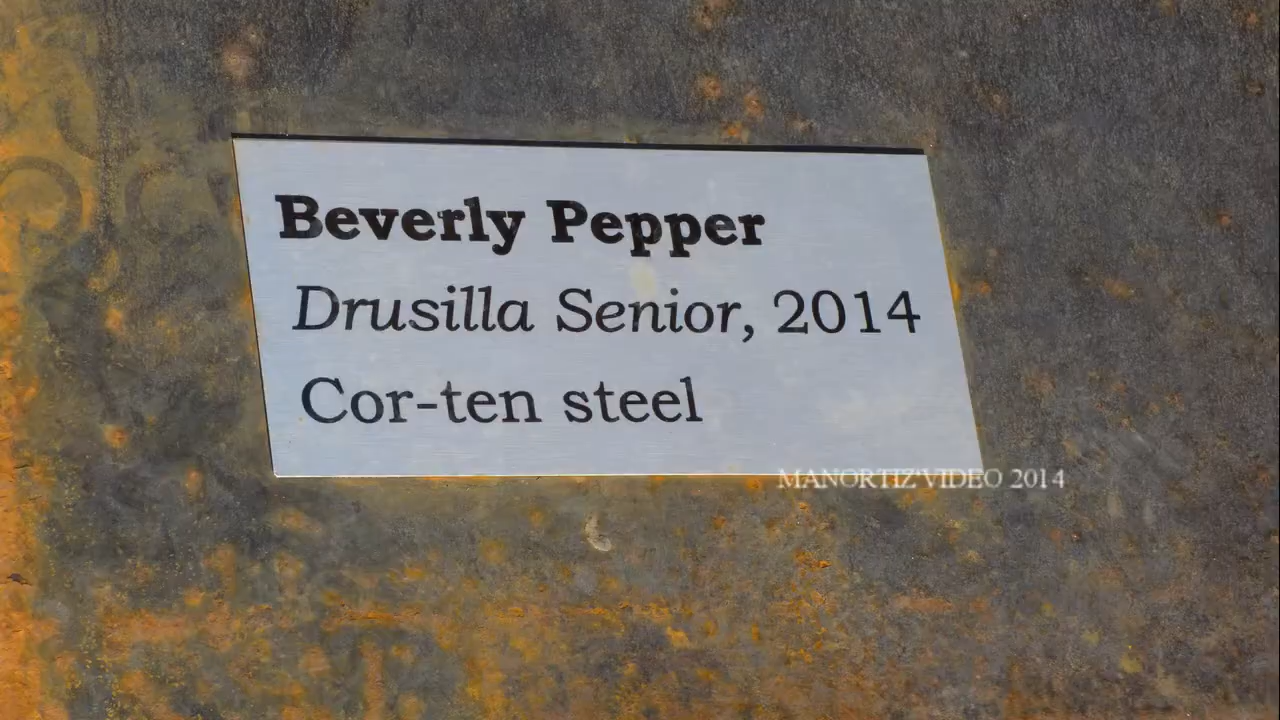 Beverly Pepper
Drusilla Senior, 2014
Cor-ten steel
MANORTIZ'VIDEO 2014